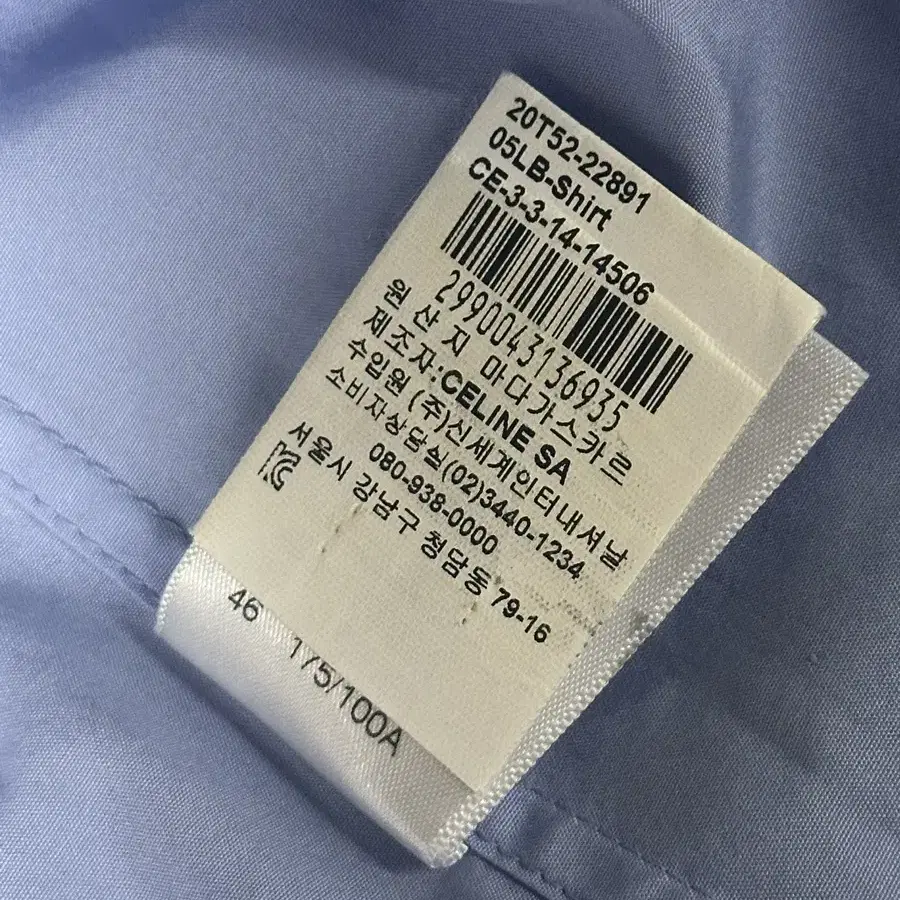 20T52-22891
05LB-Shirt
CE-3-3-14-14506
2990043136935
원 산 지 마다가스카르
제조자:CELINE SA
수입원 (주)신세계인터내셔날
소비자상담실(02)3440-1234
080-938-0000
서울시 강남구 청담동 79-16
46 175/100A